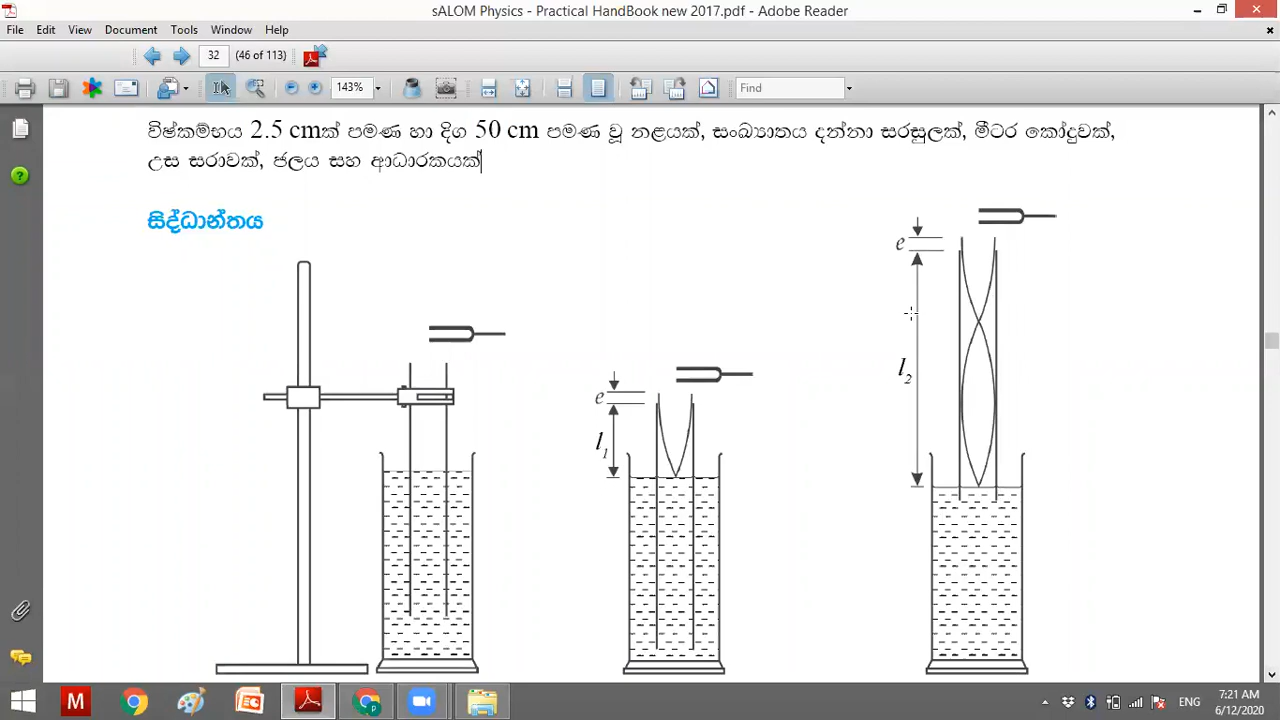 sALOM Physics - Practical HandBook new 2017.pdf - Adobe Reader
File Edit View Document Tools Window Help
32 (46 of 113)
143% Find
විෂ්කම්භය 2.5 cmක් පමණ හා දිග 50 cm පමණ වූ නළයක්, සංඛ්‍යාතය දන්නා සරසුලක්, මීටර කෝදුවක්,
උස සරාවක්, ජලය සහ ආධාරකයක්
සිද්ධාන්තය
e
l2
e
l1
ENG
7:21 AM
6/12/2020